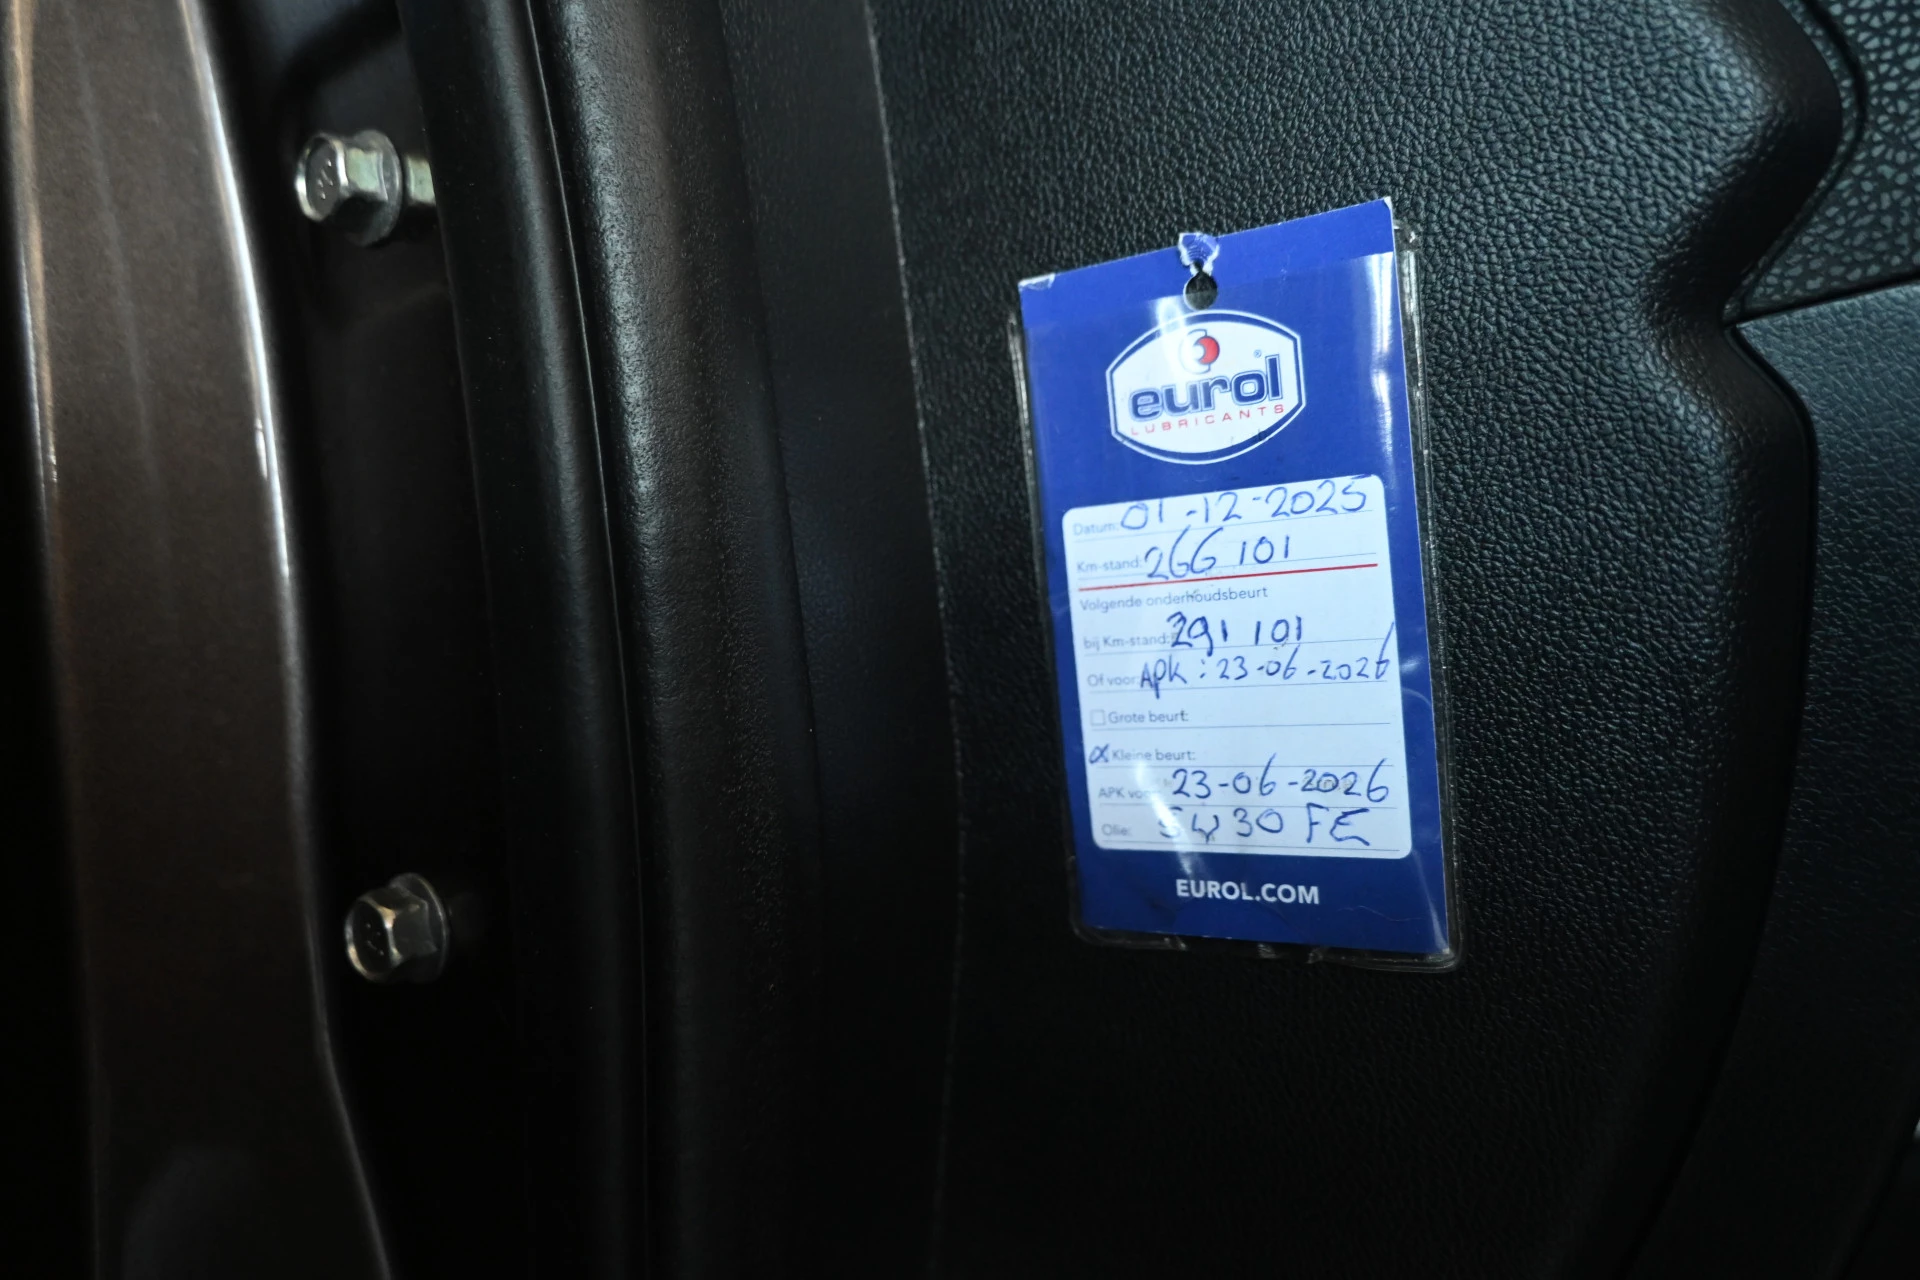 eurol®
LUBRICANTS
Datum: 01-12-2025
Km-stand: 266 101
Volgende onderhoudsbeurt
bij Km-stand: 291 101
Of voor: Apk: 23-06-2026
Grote beurt:
Kleine beurt:
APK voor: 23-06-2026
Olie: 5W30 FE
EUROL.COM